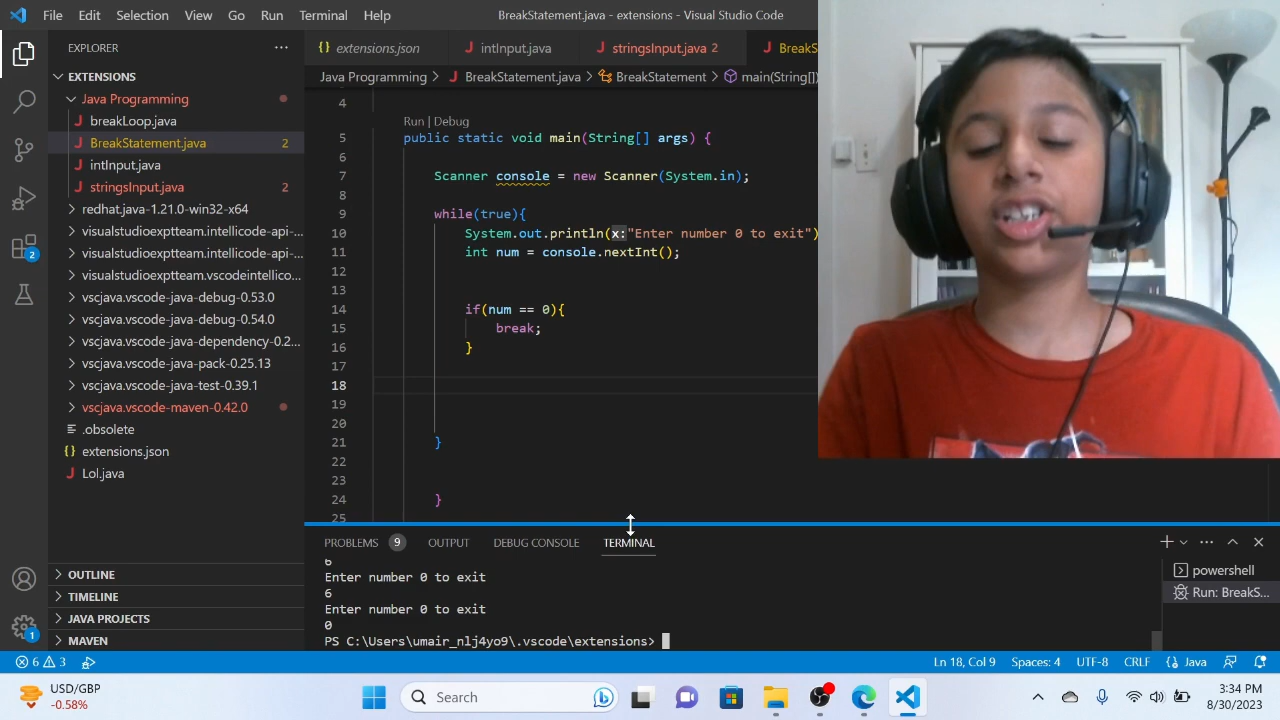 File Edit Selection View Go Run Terminal Help
BreakStatement.java - extensions - Visual Studio Code
EXPLORER
extensions.json
intInput.java
stringsInput.java 2
BreakS
Java Programming > BreakStatement.java > BreakStatement > main(String[])
EXTENSIONS
Java Programming
breakLoop.java
BreakStatement.java 2
intInput.java
stringsInput.java 2
redhat.java-1.21.0-win32-x64
visualstudioexptteam.intellicode-api-...
visualstudioexptteam.intellicode-api-...
visualstudioexptteam.vscodeintellico...
vscjava.vscode-java-debug-0.53.0
vscjava.vscode-java-debug-0.54.0
vscjava.vscode-java-dependency-0.2...
vscjava.vscode-java-pack-0.25.13
vscjava.vscode-java-test-0.39.1
vscjava.vscode-maven-0.42.0
.obsolete
extensions.json
Lol.java
OUTLINE
TIMELINE
JAVA PROJECTS
MAVEN
2
1
4
Run | Debug
5 public static void main(String[] args) {
6
7 Scanner console = new Scanner(System.in);
8
9 while(true){
10 System.out.println(x:"Enter number 0 to exit")
11 int num = console.nextInt();
12
13
14 if(num == 0){
15 break;
16 }
17
18
19
20
21 }
22
23
24 }
25
PROBLEMS 9 OUTPUT DEBUG CONSOLE TERMINAL
6
Enter number 0 to exit
6
Enter number 0 to exit
0
PS C:\Users\umair_nlj4yo9\.vscode\extensions>
powershell
Run: BreakS...
6 3
Ln 18, Col 9 Spaces: 4 UTF-8 CRLF Java
USD/GBP
-0.58%
Search
3:34 PM
8/30/2023